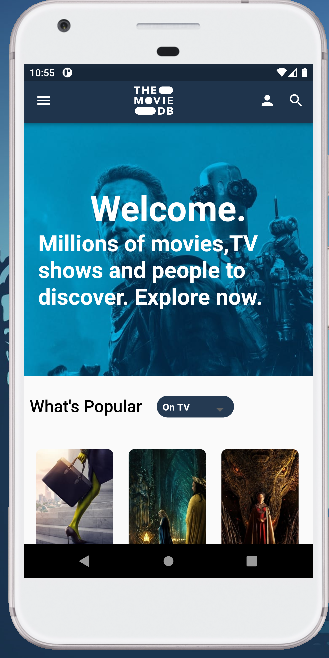 10:55
THE
MOVIE
DB
Welcome.
Millions of movies,TV
shows and people to
discover. Explore now.
What's Popular
On TV